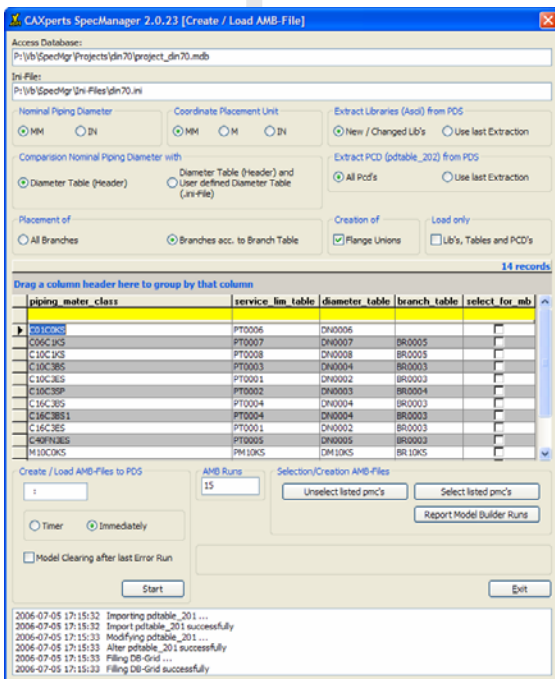 CAXperts SpecManager 2.0.23 [Create / Load AMB-File]
Access Database:
P:\Vb\SpecMgr\Projects\din70\project_din70.mdb
Ini-File:
P:\Vb\SpecMgr\Ini-Files\din70.ini
Nominal Piping Diameter Coordinate Placement Unit Extract Libraries (Ascii) from PDS
MM IN MM M IN New / Changed Lib's Use last Extraction
Comparision Nominal Piping Diameter with Extract PCD (pdtable_202) from PDS
Diameter Table (Header) Diameter Table (Header) and User defined Diameter Table (.ini-File) All Pcd's Use last Extraction
Placement of Creation of Load only
All Branches Branches acc. to Branch Table Flange Unions Lib's, Tables and PCD's
14 records
Drag a column header here to group by that column
piping_mater_class service_lim_table diameter_table branch_table select_for_mb
C01C0KS PT0006 DN0006
C06C1KS PT0007 DN0007 BR0005
C10C1KS PT0008 DN0008 BR0005
C10C3BS PT0003 DN0004 BR0003
C10C3ES PT0001 DN0002 BR0003
C10C3SP PT0002 DN0003 BR0004
C16C3BS PT0004 DN0004 BR0003
C16C3BS1 PT0004 DN0004 BR0003
C16C3ES PT0001 DN0002 BR0003
C40FN3ES PT0005 DN0005 BR0003
M10C0KS PM10KS DM10KS BR10KS
Create / Load AMB-Files to PDS AMB Runs Selection/Creation AMB-Files
: 15 Unselect listed pmc's Select listed pmc's
Report Model Builder Runs
Timer Immediately
Model Clearing after last Error Run
Start Exit
2006-07-05 17:15:32 Importing pdtable_201 ...
2006-07-05 17:15:32 Import pdtable_201 successfully
2006-07-05 17:15:33 Modifying pdtable_201 ...
2006-07-05 17:15:33 Alter pdtable_201 successfully
2006-07-05 17:15:33 Filling DB-Grid ...
2006-07-05 17:15:33 Filling DB-Grid successfully